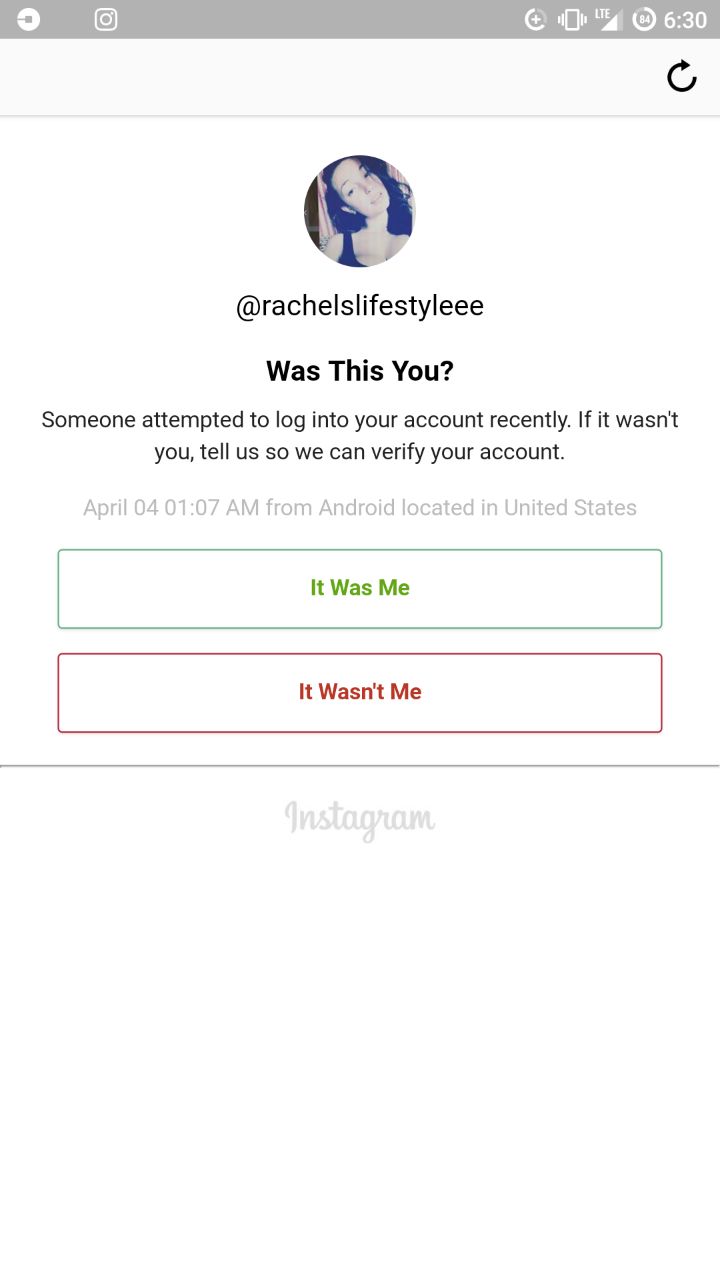 LTE 84 6:30
@rachelslifestyleee
Was This You?
Someone attempted to log into your account recently. If it wasn't
you, tell us so we can verify your account.
April 04 01:07 AM from Android located in United States
It Was Me
It Wasn't Me
Instagram